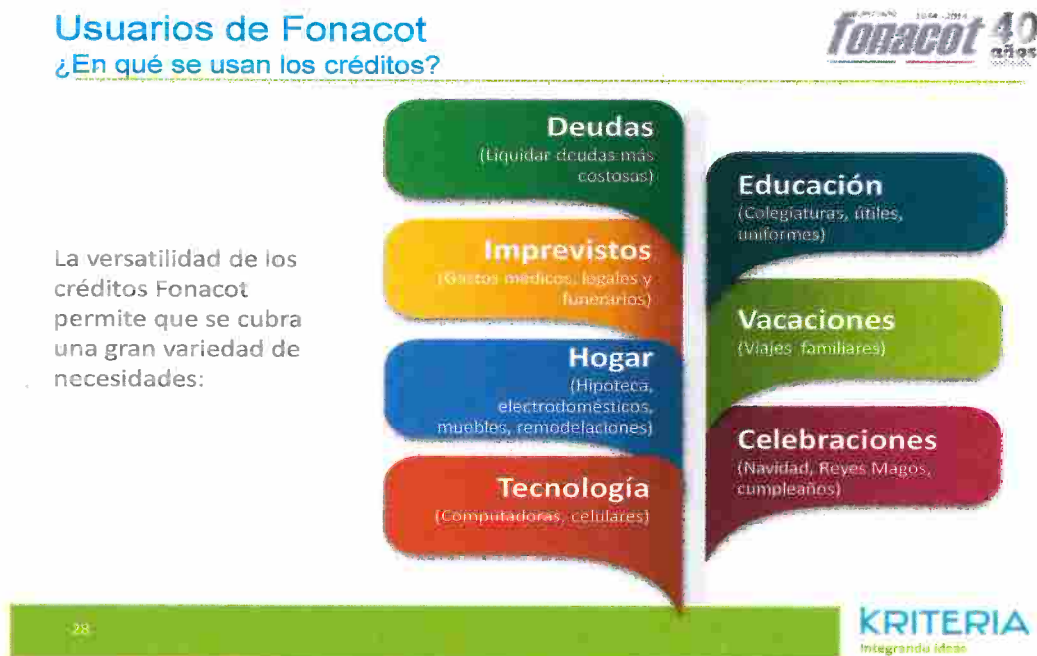 Usuarios de Fonacot
¿En qué se usan los créditos?
fonacot 40
años
La versatilidad de los
créditos Fonacot
permite que se cubra
una gran variedad de
necesidades:
Deudas
(Liquidar deudas más
costosas)
Imprevistos
(Gastos médicos, legales y
funerarios)
Hogar
(Hipoteca,
electrodomésticos,
muebles, remodelaciones)
Tecnología
(Computadoras, celulares)
Educación
(Colegiaturas, útiles,
uniformes)
Vacaciones
(Viajes familiares)
Celebraciones
(Navidad, Reyes Magos,
cumpleaños)
28
KRITERIA
Integrando ideas